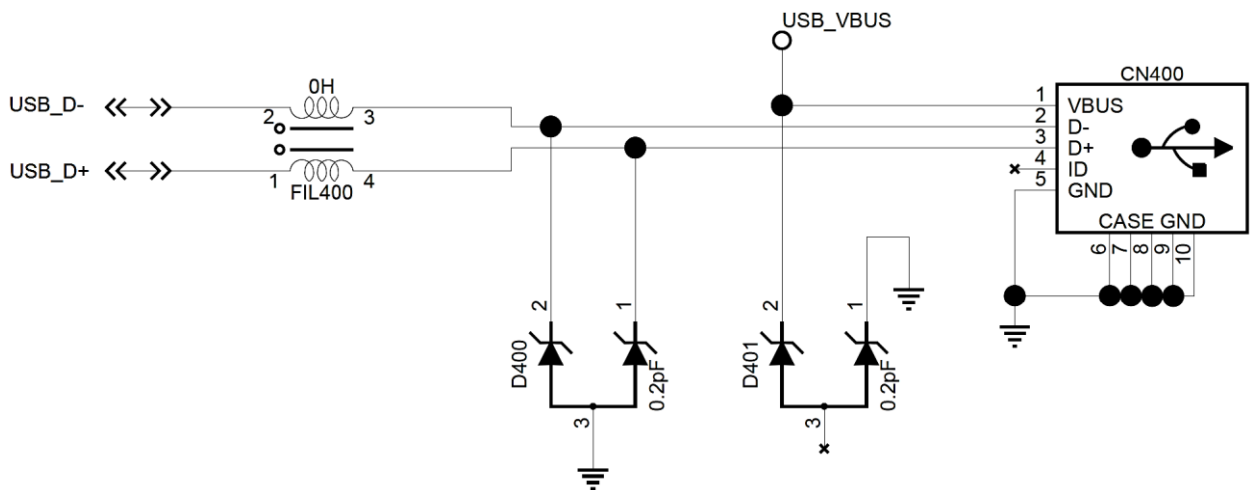 USB_VBUS
CN400
0H
USB_D-
2
3
1
VBUS
2
D-
3
D+
4
ID
5
GND
USB_D+
1
4
FIL400
CASE GND
6
7
8
9
10
2
1
2
1
D400
0.2pF
D401
0.2pF
3
3